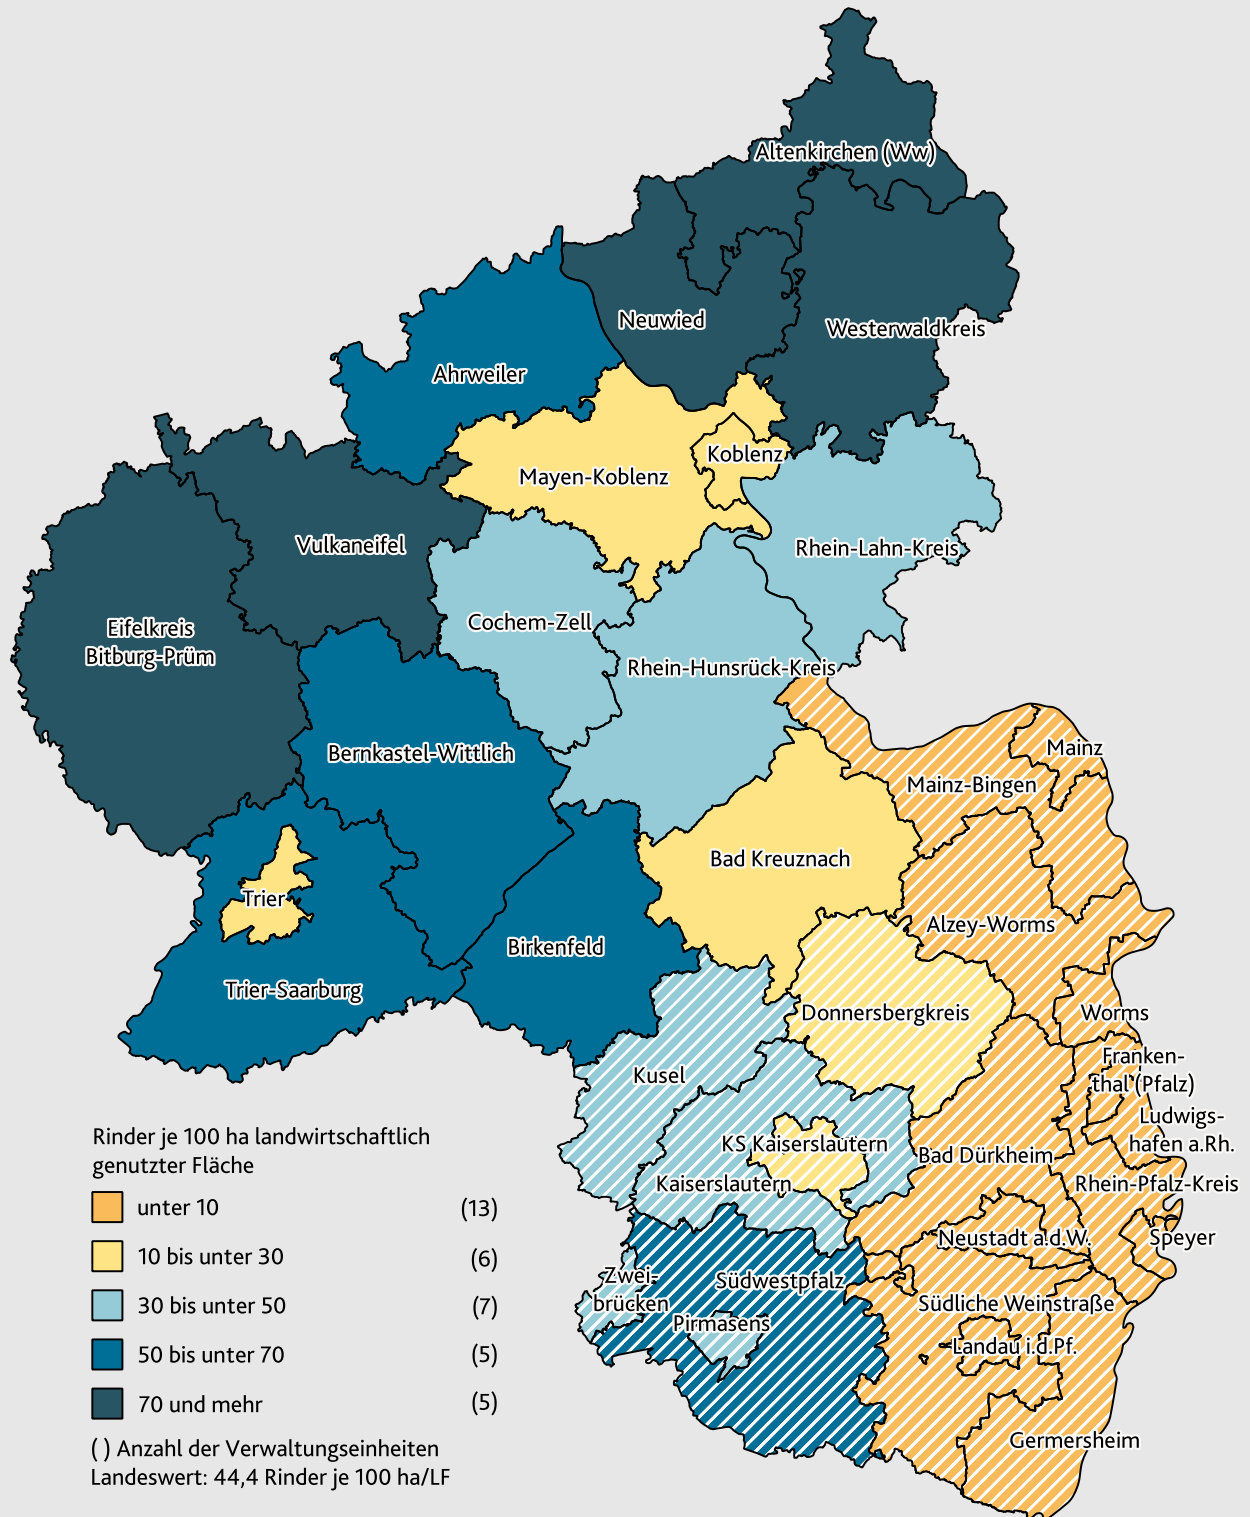 Altenkirchen (Ww)
Neuwied
Westerwaldkreis
Ahrweiler
Koblenz
Mayen-Koblenz
Vulkaneifel
Rhein-Lahn-Kreis
Cochem-Zell
Eifelkreis
Bitburg-Prüm
Rhein-Hunsrück-Kreis
Bernkastel-Wittlich
Mainz
Mainz-Bingen
Bad Kreuznach
Trier
Alzey-Worms
Birkenfeld
Trier-Saarburg
Donnersbergkreis
Worms
Kusel
Franken-
thal (Pfalz)
Ludwigs-
hafen a.Rh.
KS Kaiserslautern
Bad Dürkheim
Kaiserslautern
Rhein-Pfalz-Kreis
Neustadt a.d.W.
Speyer
Zwei-
brücken
Südwestpfalz
Südliche Weinstraße
Pirmasens
Landau i.d.Pf.
Germersheim
Rinder je 100 ha landwirtschaftlich
genutzter Fläche
unter 10 (13)
10 bis unter 30 (6)
30 bis unter 50 (7)
50 bis unter 70 (5)
70 und mehr (5)
( ) Anzahl der Verwaltungseinheiten
Landeswert: 44,4 Rinder je 100 ha/LF